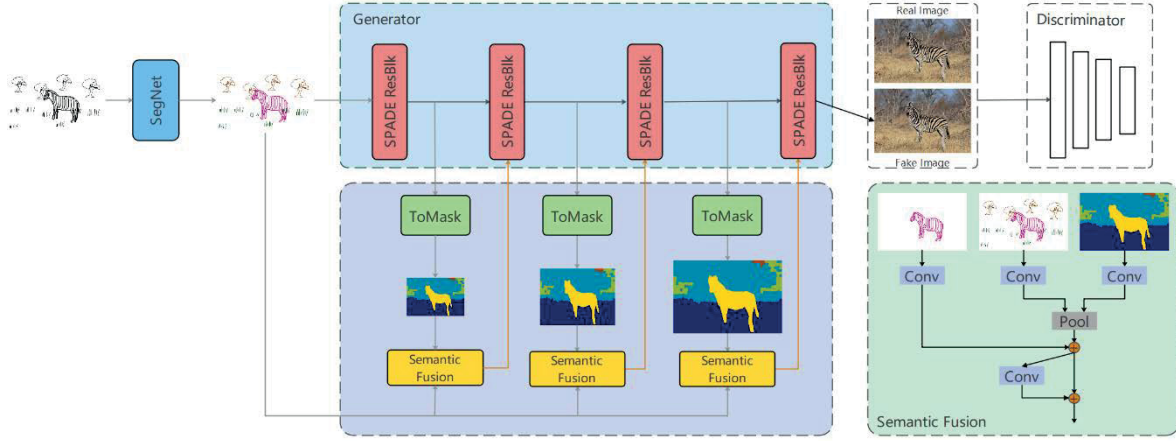 Generator
Real Image
Discriminator
SegNet
SPADE ResBlk
SPADE ResBlk
SPADE ResBlk
SPADE ResBlk
Fake Image
ToMask
ToMask
ToMask
Semantic
Fusion
Semantic
Fusion
Semantic
Fusion
Conv
Conv
Conv
Pool
Conv
Semantic Fusion